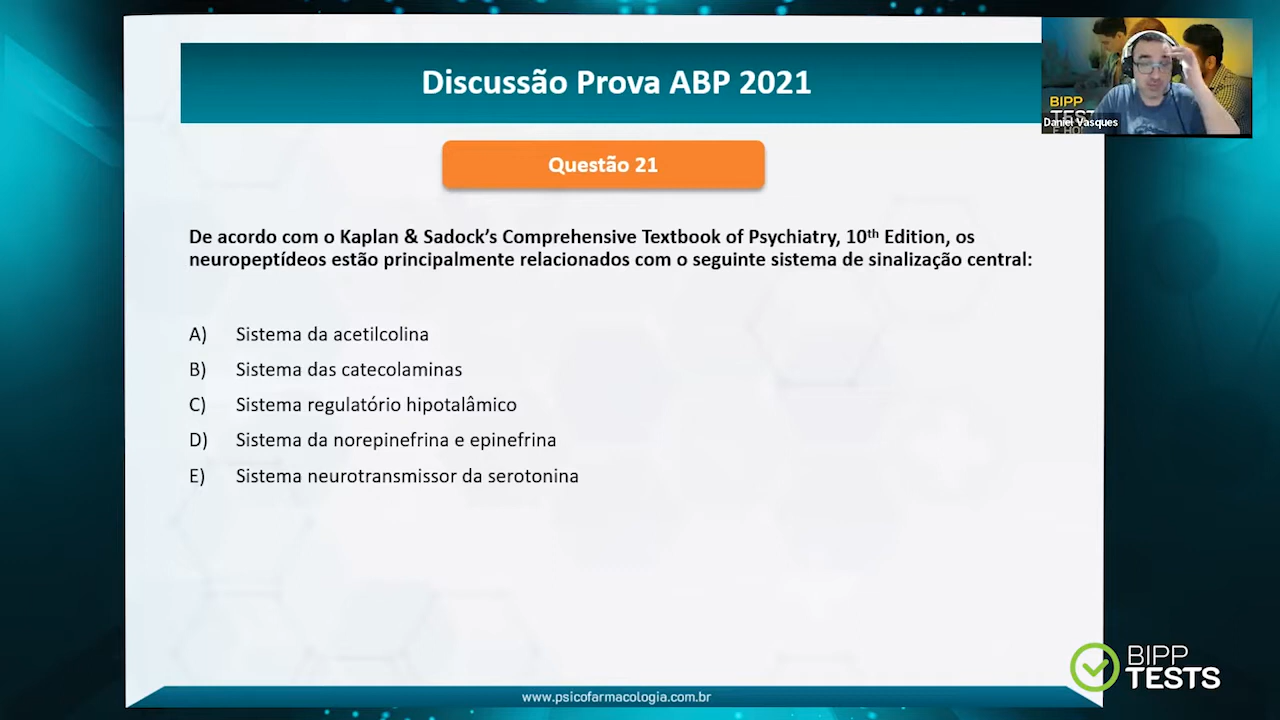 Discussão Prova ABP 2021
BIPP
TEST
E HO
Daniel Vasques
Questão 21
De acordo com o Kaplan & Sadock’s Comprehensive Textbook of Psychiatry, 10th Edition, os
neuropeptídeos estão principalmente relacionados com o seguinte sistema de sinalização central:
A) Sistema da acetilcolina
B) Sistema das catecolaminas
C) Sistema regulatório hipotalâmico
D) Sistema da norepinefrina e epinefrina
E) Sistema neurotransmissor da serotonina
BIPP
TESTS
www.psicofarmacologia.com.br